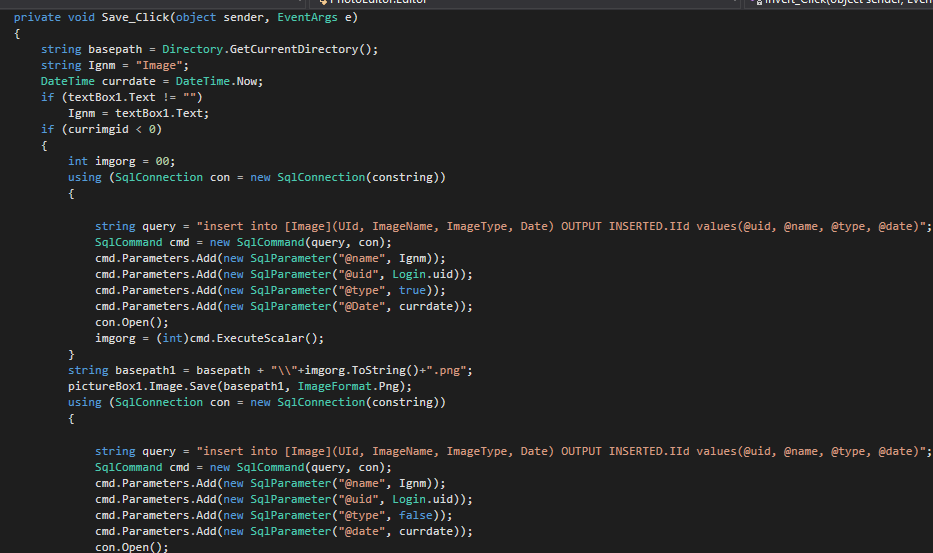 PhotoEditor.Editor
Invert_Click(object sender, Even
private void Save_Click(object sender, EventArgs e)
{
string basepath = Directory.GetCurrentDirectory();
string Ignm = "Image";
DateTime currdate = DateTime.Now;
if (textBox1.Text != "")
Ignm = textBox1.Text;
if (currimgid < 0)
{
int imgorg = 00;
using (SqlConnection con = new SqlConnection(constring))
{
string query = "insert into [Image](UId, ImageName, ImageType, Date) OUTPUT INSERTED.IId values(@uid, @name, @type, @date)";
SqlCommand cmd = new SqlCommand(query, con);
cmd.Parameters.Add(new SqlParameter("@name", Ignm));
cmd.Parameters.Add(new SqlParameter("@uid", Login.uid));
cmd.Parameters.Add(new SqlParameter("@type", true));
cmd.Parameters.Add(new SqlParameter("@Date", currdate));
con.Open();
imgorg = (int)cmd.ExecuteScalar();
}
string basepath1 = basepath + "\\"+imgorg.ToString()+".png";
pictureBox1.Image.Save(basepath1, ImageFormat.Png);
using (SqlConnection con = new SqlConnection(constring))
{
string query = "insert into [Image](UId, ImageName, ImageType, Date) OUTPUT INSERTED.IId values(@uid, @name, @type, @date)";
SqlCommand cmd = new SqlCommand(query, con);
cmd.Parameters.Add(new SqlParameter("@name", Ignm));
cmd.Parameters.Add(new SqlParameter("@uid", Login.uid));
cmd.Parameters.Add(new SqlParameter("@type", false));
cmd.Parameters.Add(new SqlParameter("@date", currdate));
con.Open();